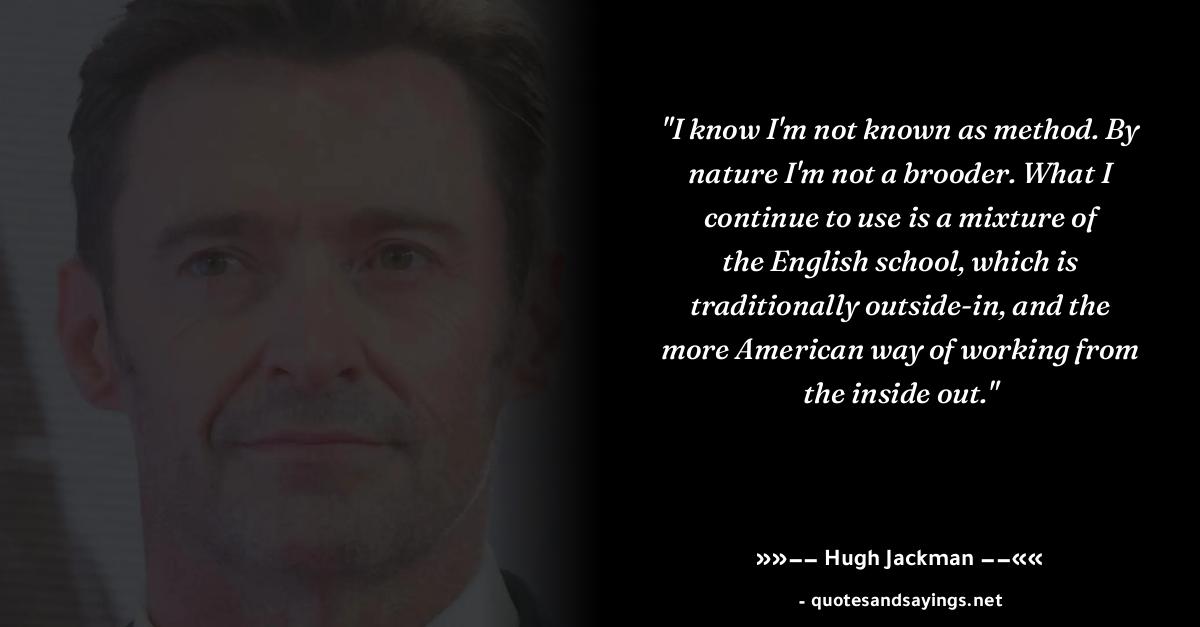 "I know I'm not known as method. By
nature I'm not a brooder. What I
continue to use is a mixture of
the English school, which is
traditionally outside-in, and the
more American way of working from
the inside out."
»»−− Hugh Jackman −−««
- quotesandsayings.net